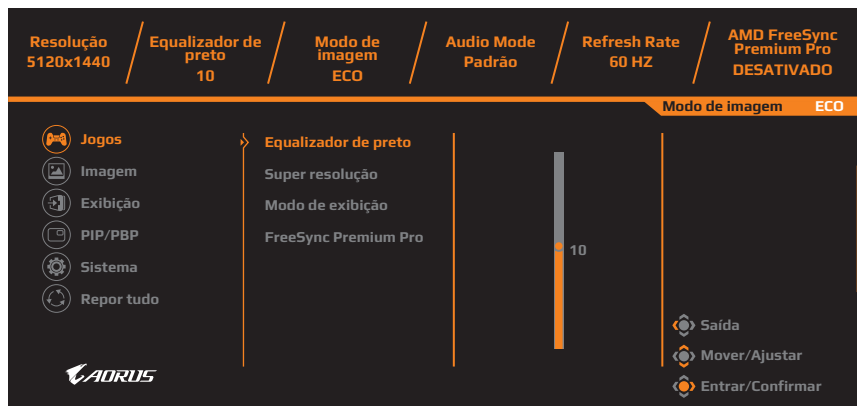 Resolução
5120x1440
Equalizador de
preto
10
Modo de
imagem
ECO
Audio Mode
Padrão
Refresh Rate
60 HZ
AMD FreeSync
Premium Pro
DESATIVADO
Modo de imagem ECO
Jogos
Imagem
Exibição
PIP/PBP
Sistema
Repor tudo
Equalizador de preto
Super resolução
Modo de exibição
FreeSync Premium Pro
10
Saída
Mover/Ajustar
Entrar/Confirmar
AORUS